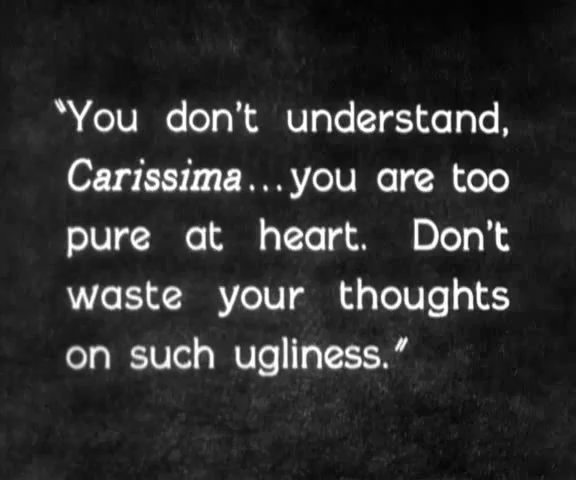 "You don't understand,
Carissima...you are too
pure at heart. Don't
waste your thoughts
on such ugliness."